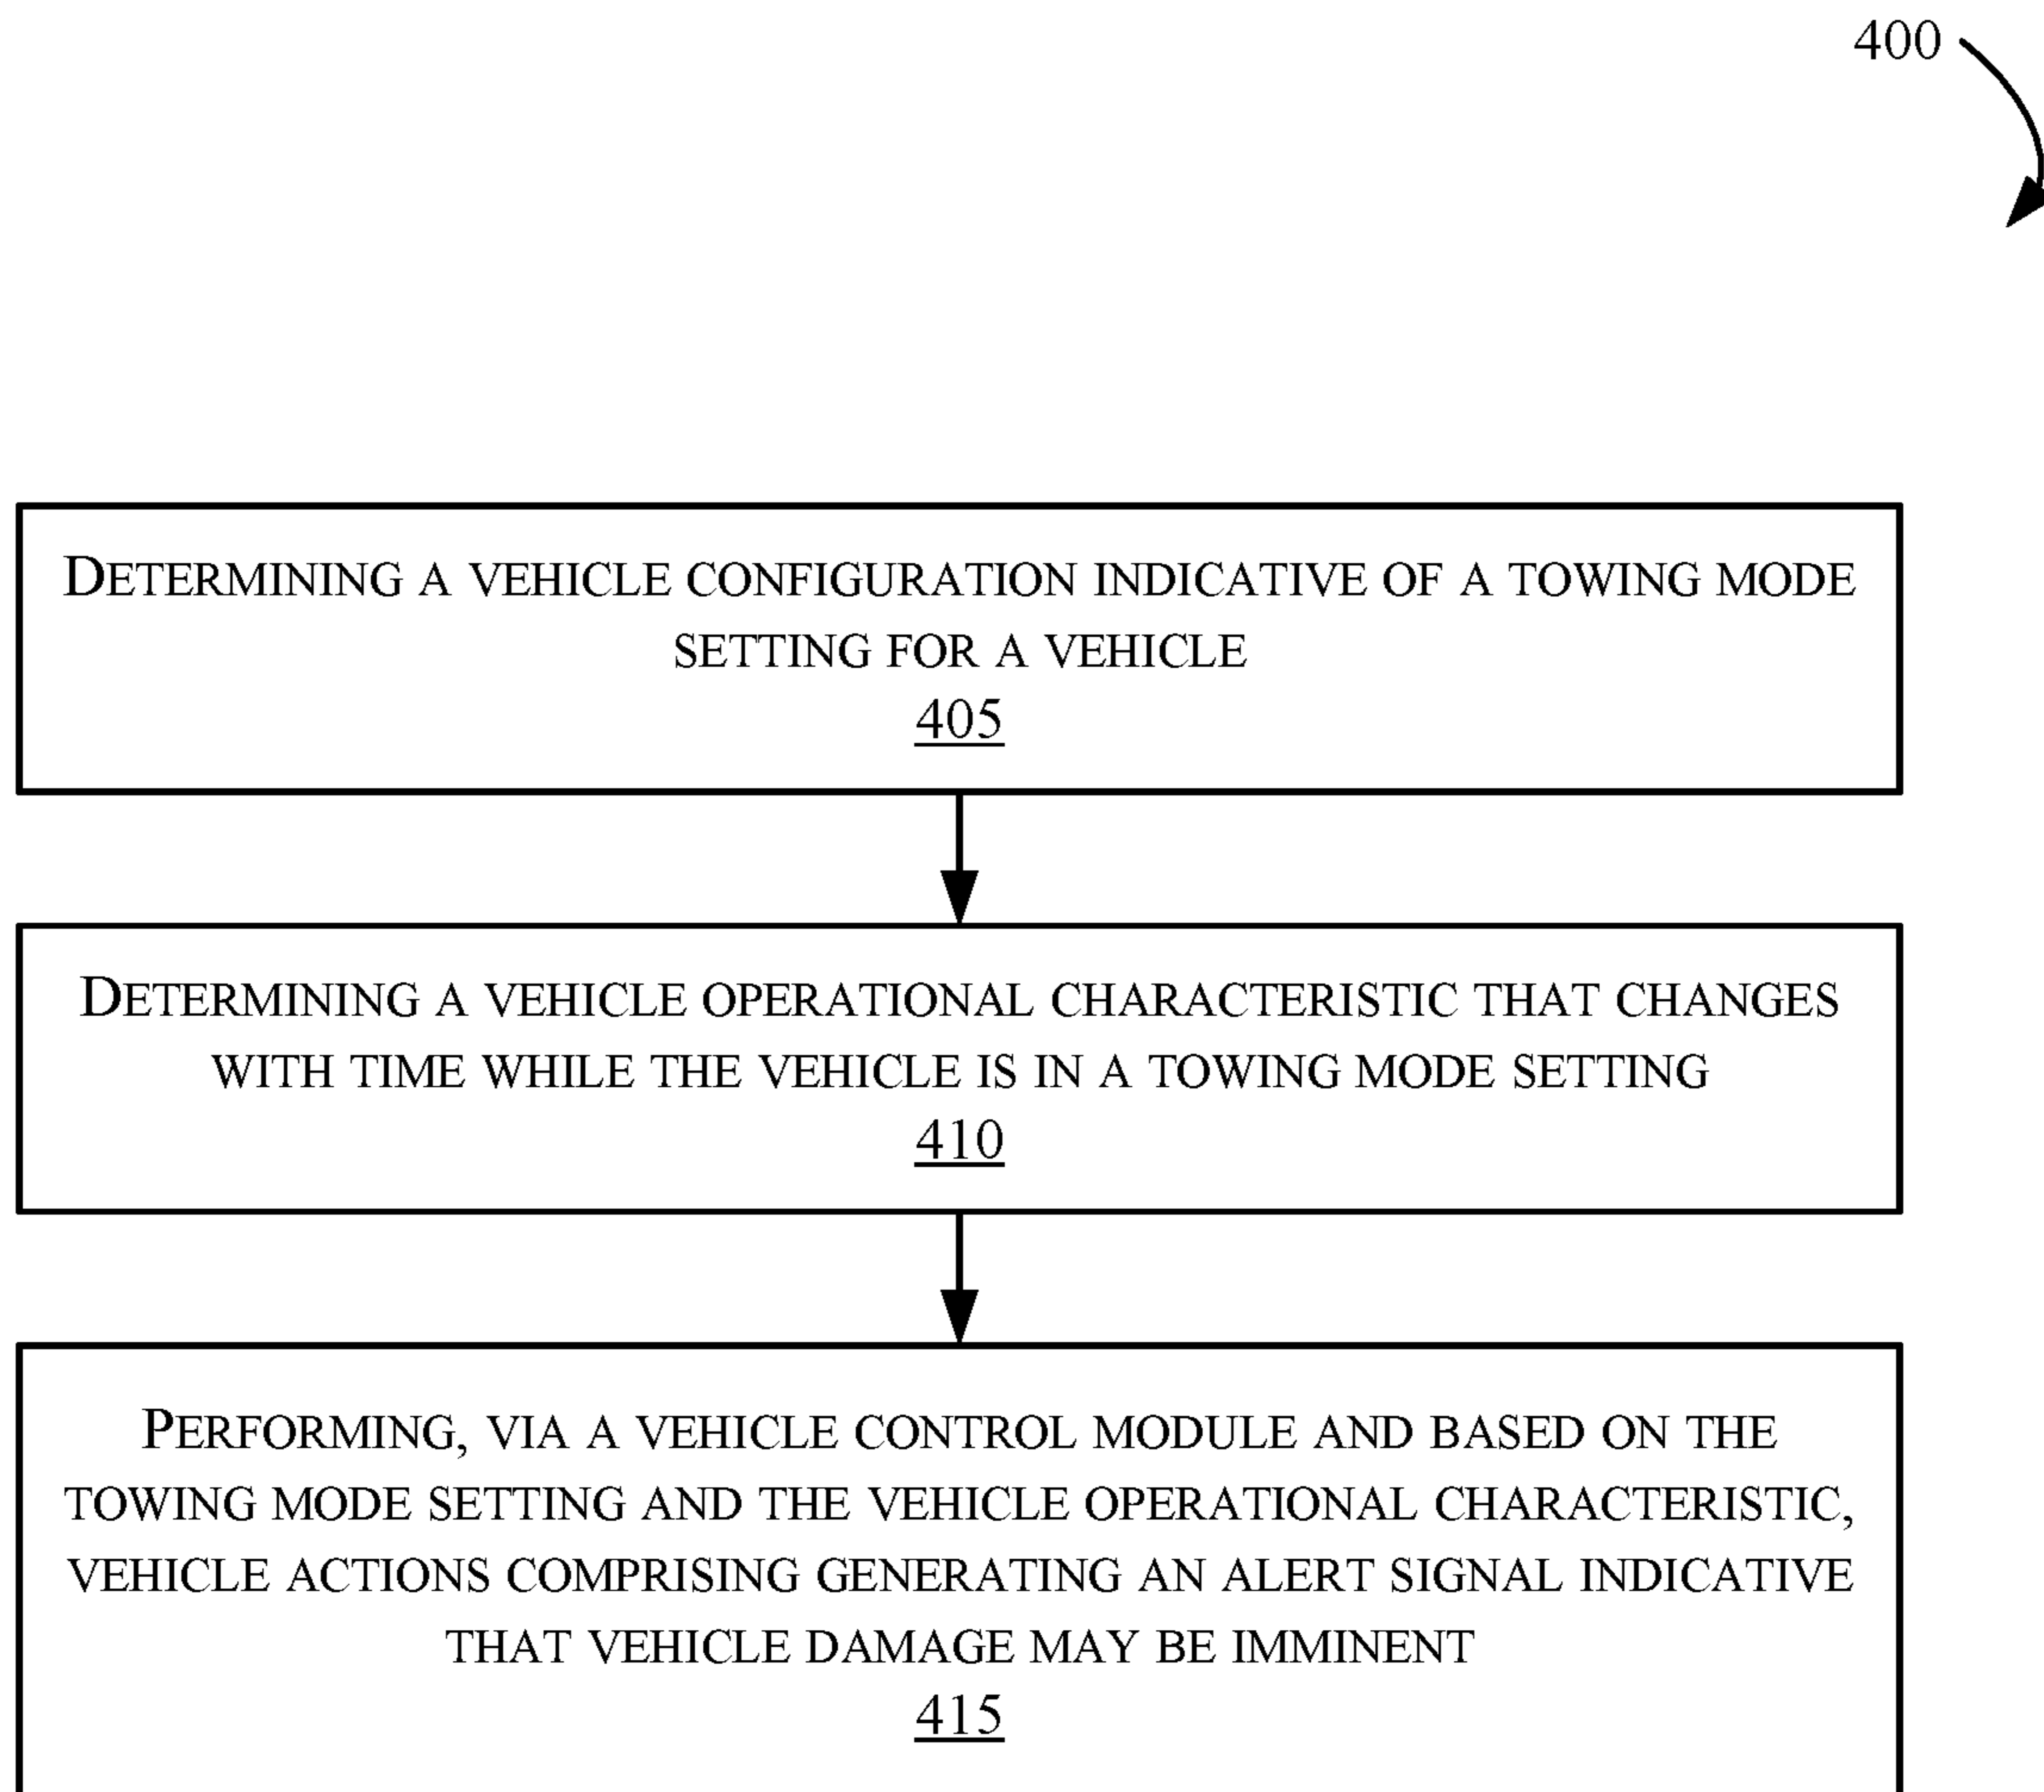 400
DETERMINING A VEHICLE CONFIGURATION INDICATIVE OF A TOWING MODE
SETTING FOR A VEHICLE
405
DETERMINING A VEHICLE OPERATIONAL CHARACTERISTIC THAT CHANGES
WITH TIME WHILE THE VEHICLE IS IN A TOWING MODE SETTING
410
PERFORMING, VIA A VEHICLE CONTROL MODULE AND BASED ON THE
TOWING MODE SETTING AND THE VEHICLE OPERATIONAL CHARACTERISTIC,
VEHICLE ACTIONS COMPRISING GENERATING AN ALERT SIGNAL INDICATIVE
THAT VEHICLE DAMAGE MAY BE IMMINENT
415